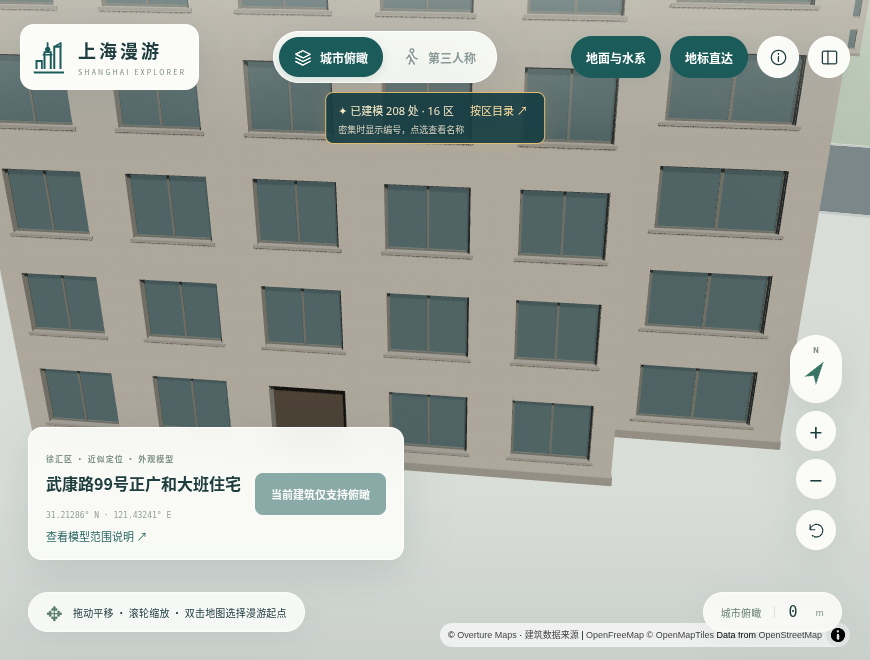 上海漫游
SHANGHAI EXPLORER
城市俯瞰
第三人称
地面与水系
地标直达
✦ 已建模 208 处 · 16 区 按区目录 ↗
密集时显示编号，点选查看名称
N
徐汇区 · 近似定位 · 外观模型
武康路99号正广和大班住宅
当前建筑仅支持俯瞰
31.21286° N · 121.43241° E
查看模型范围说明 ↗
拖动平移 · 滚轮缩放 · 双击地图选择漫游起点
城市俯瞰 0 m
© Overture Maps · 建筑数据来源 | OpenFreeMap © OpenMapTiles Data from OpenStreetMap